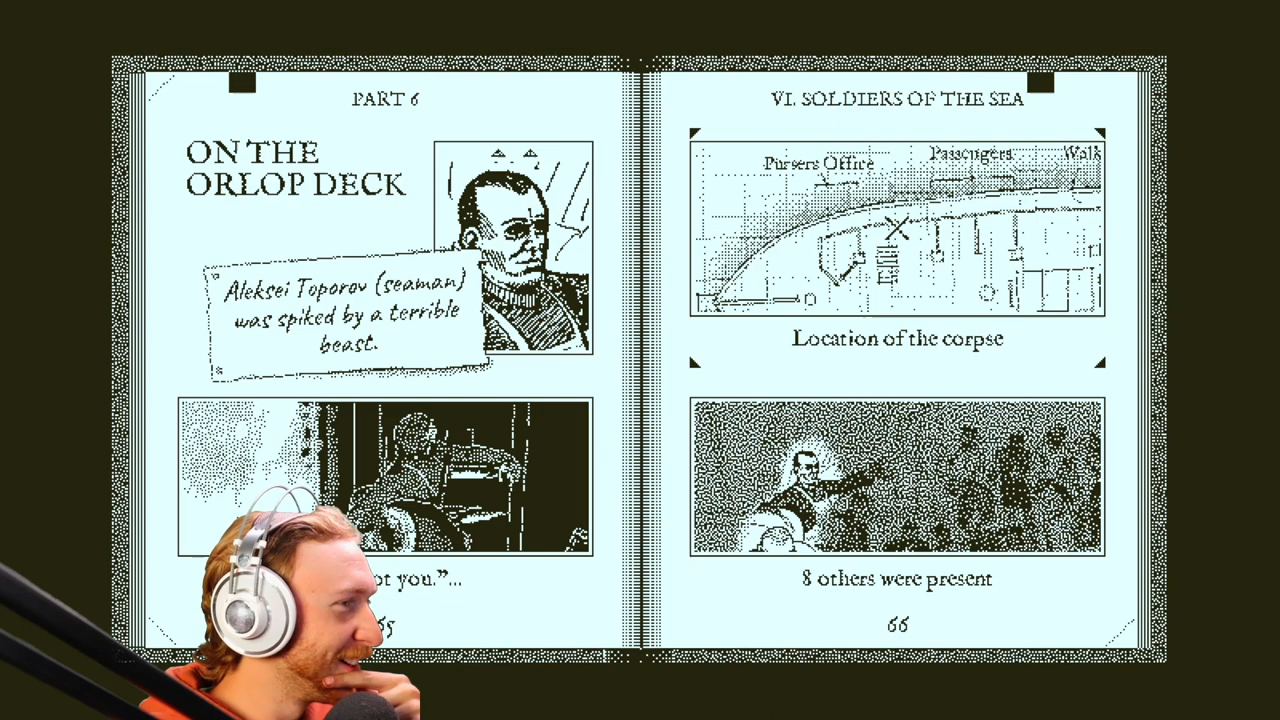 PART 6
ON THE
ORLOP DECK
Aleksei Toporov (seaman)
was spiked by a terrible
beast.
you."...
65
VI. SOLDIERS OF THE SEA
Pursers Office
Passengers
Walk
Location of the corpse
8 others were present
66